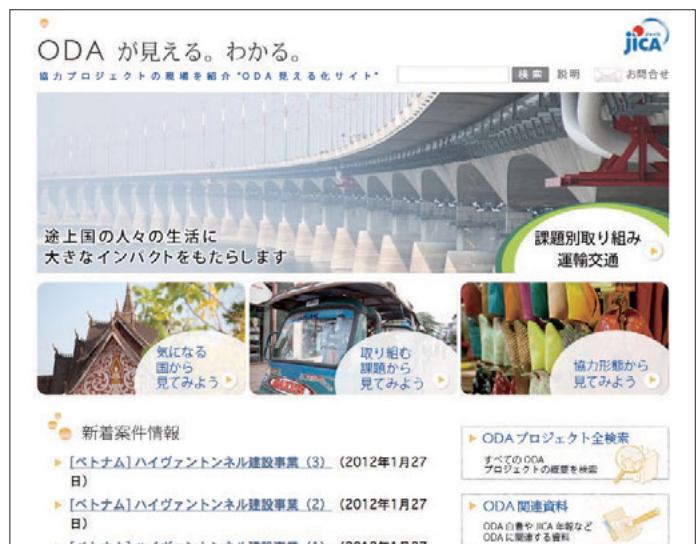 ODA が見える。わかる。
協力プロジェクトの現場を紹介 "ODA 見える化サイト"
検索 説明 お問合せ
jICA
途上国の人々の生活に
大きなインパクトをもたらします
課題別取り組み
運輸交通
気になる
国から
見てみよう
取り組む
課題から
見てみよう
協力形態から
見てみよう
新着案件情報
[ベトナム] ハイヴァントンネル建設事業 (3) (2012年1月27
日)
[ベトナム] ハイヴァントンネル建設事業 (2) (2012年1月27
日)
ODAプロジェクト全検索
すべての ODA
プロジェクトの概要を検索
ODA 関連資料
ODA 白書や JICA 年報など
ODA に関連する資料